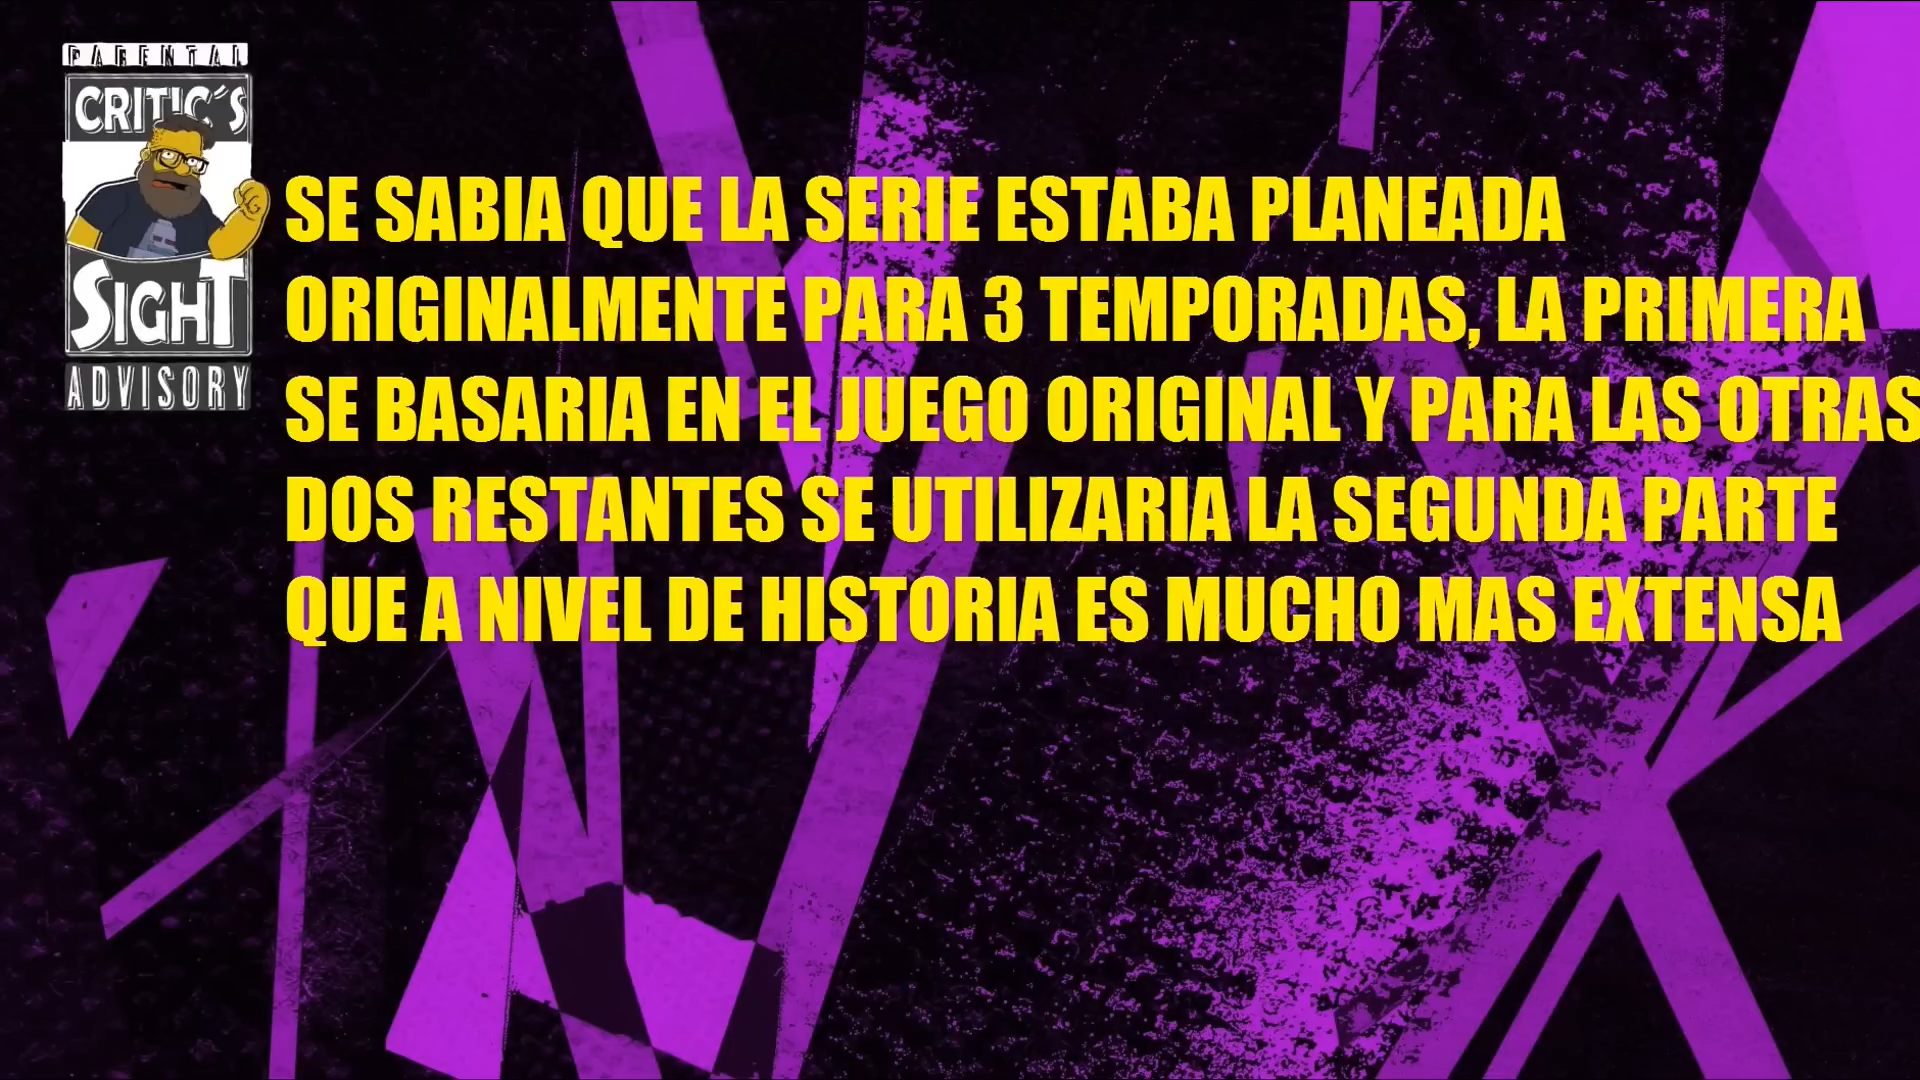 PARENTAL
CRITIC´S
SIGHT
ADVISORY
SE SABIA QUE LA SERIE ESTABA PLANEADA
ORIGINALMENTE PARA 3 TEMPORADAS, LA PRIMERA
SE BASARIA EN EL JUEGO ORIGINAL Y PARA LAS OTRAS
DOS RESTANTES SE UTILIZARIA LA SEGUNDA PARTE
QUE A NIVEL DE HISTORIA ES MUCHO MAS EXTENSA